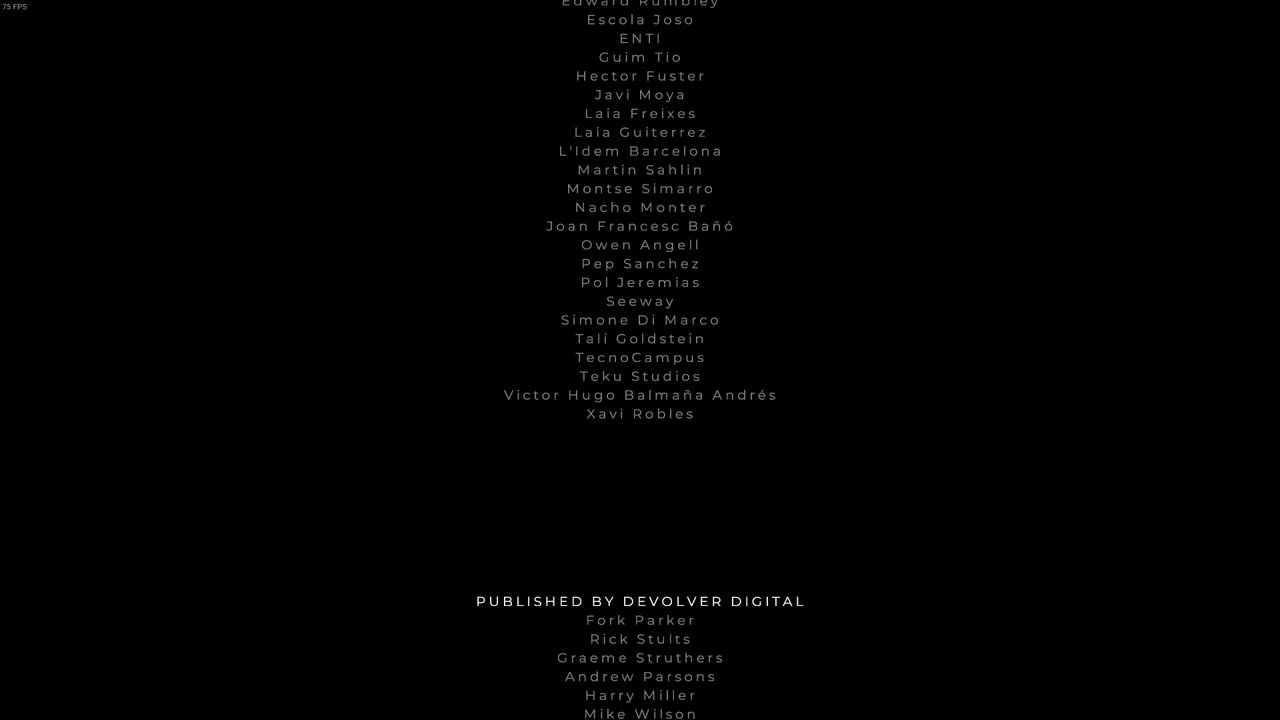 75 FPS
Edward Rumbley
Escola Joso
ENTI
Guim Tio
Hector Fuster
Javi Moya
Laia Freixes
Laia Guiterrez
L'Idem Barcelona
Martin Sahlin
Montse Simarro
Nacho Monter
Joan Francesc Bañó
Owen Angell
Pep Sanchez
Pol Jeremias
Seeway
Simone Di Marco
Tali Goldstein
TecnoCampus
Teku Studios
Victor Hugo Balmaña Andrés
Xavi Robles
PUBLISHED BY DEVOLVER DIGITAL
Fork Parker
Rick Stults
Graeme Struthers
Andrew Parsons
Harry Miller
Mike Wilson